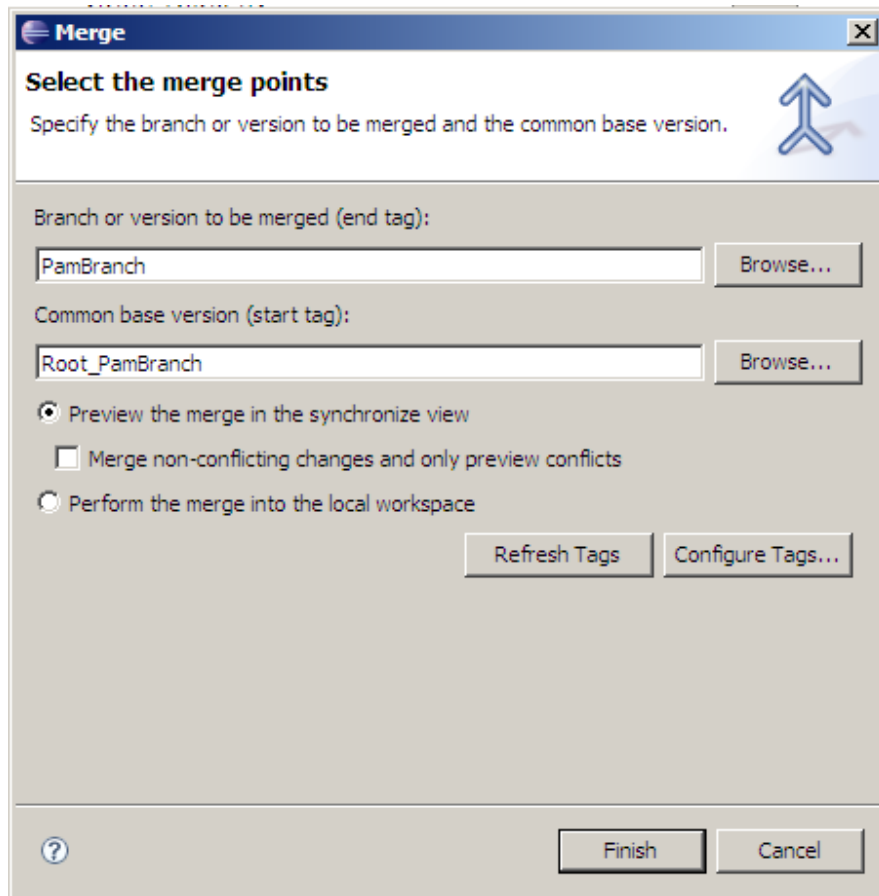 Merge
Select the merge points
Specify the branch or version to be merged and the common base version.
Branch or version to be merged (end tag):
PamBranch
Browse...
Common base version (start tag):
Root_PamBranch
Browse...
Preview the merge in the synchronize view
Merge non-conflicting changes and only preview conflicts
Perform the merge into the local workspace
Refresh Tags
Configure Tags...
?
Finish
Cancel